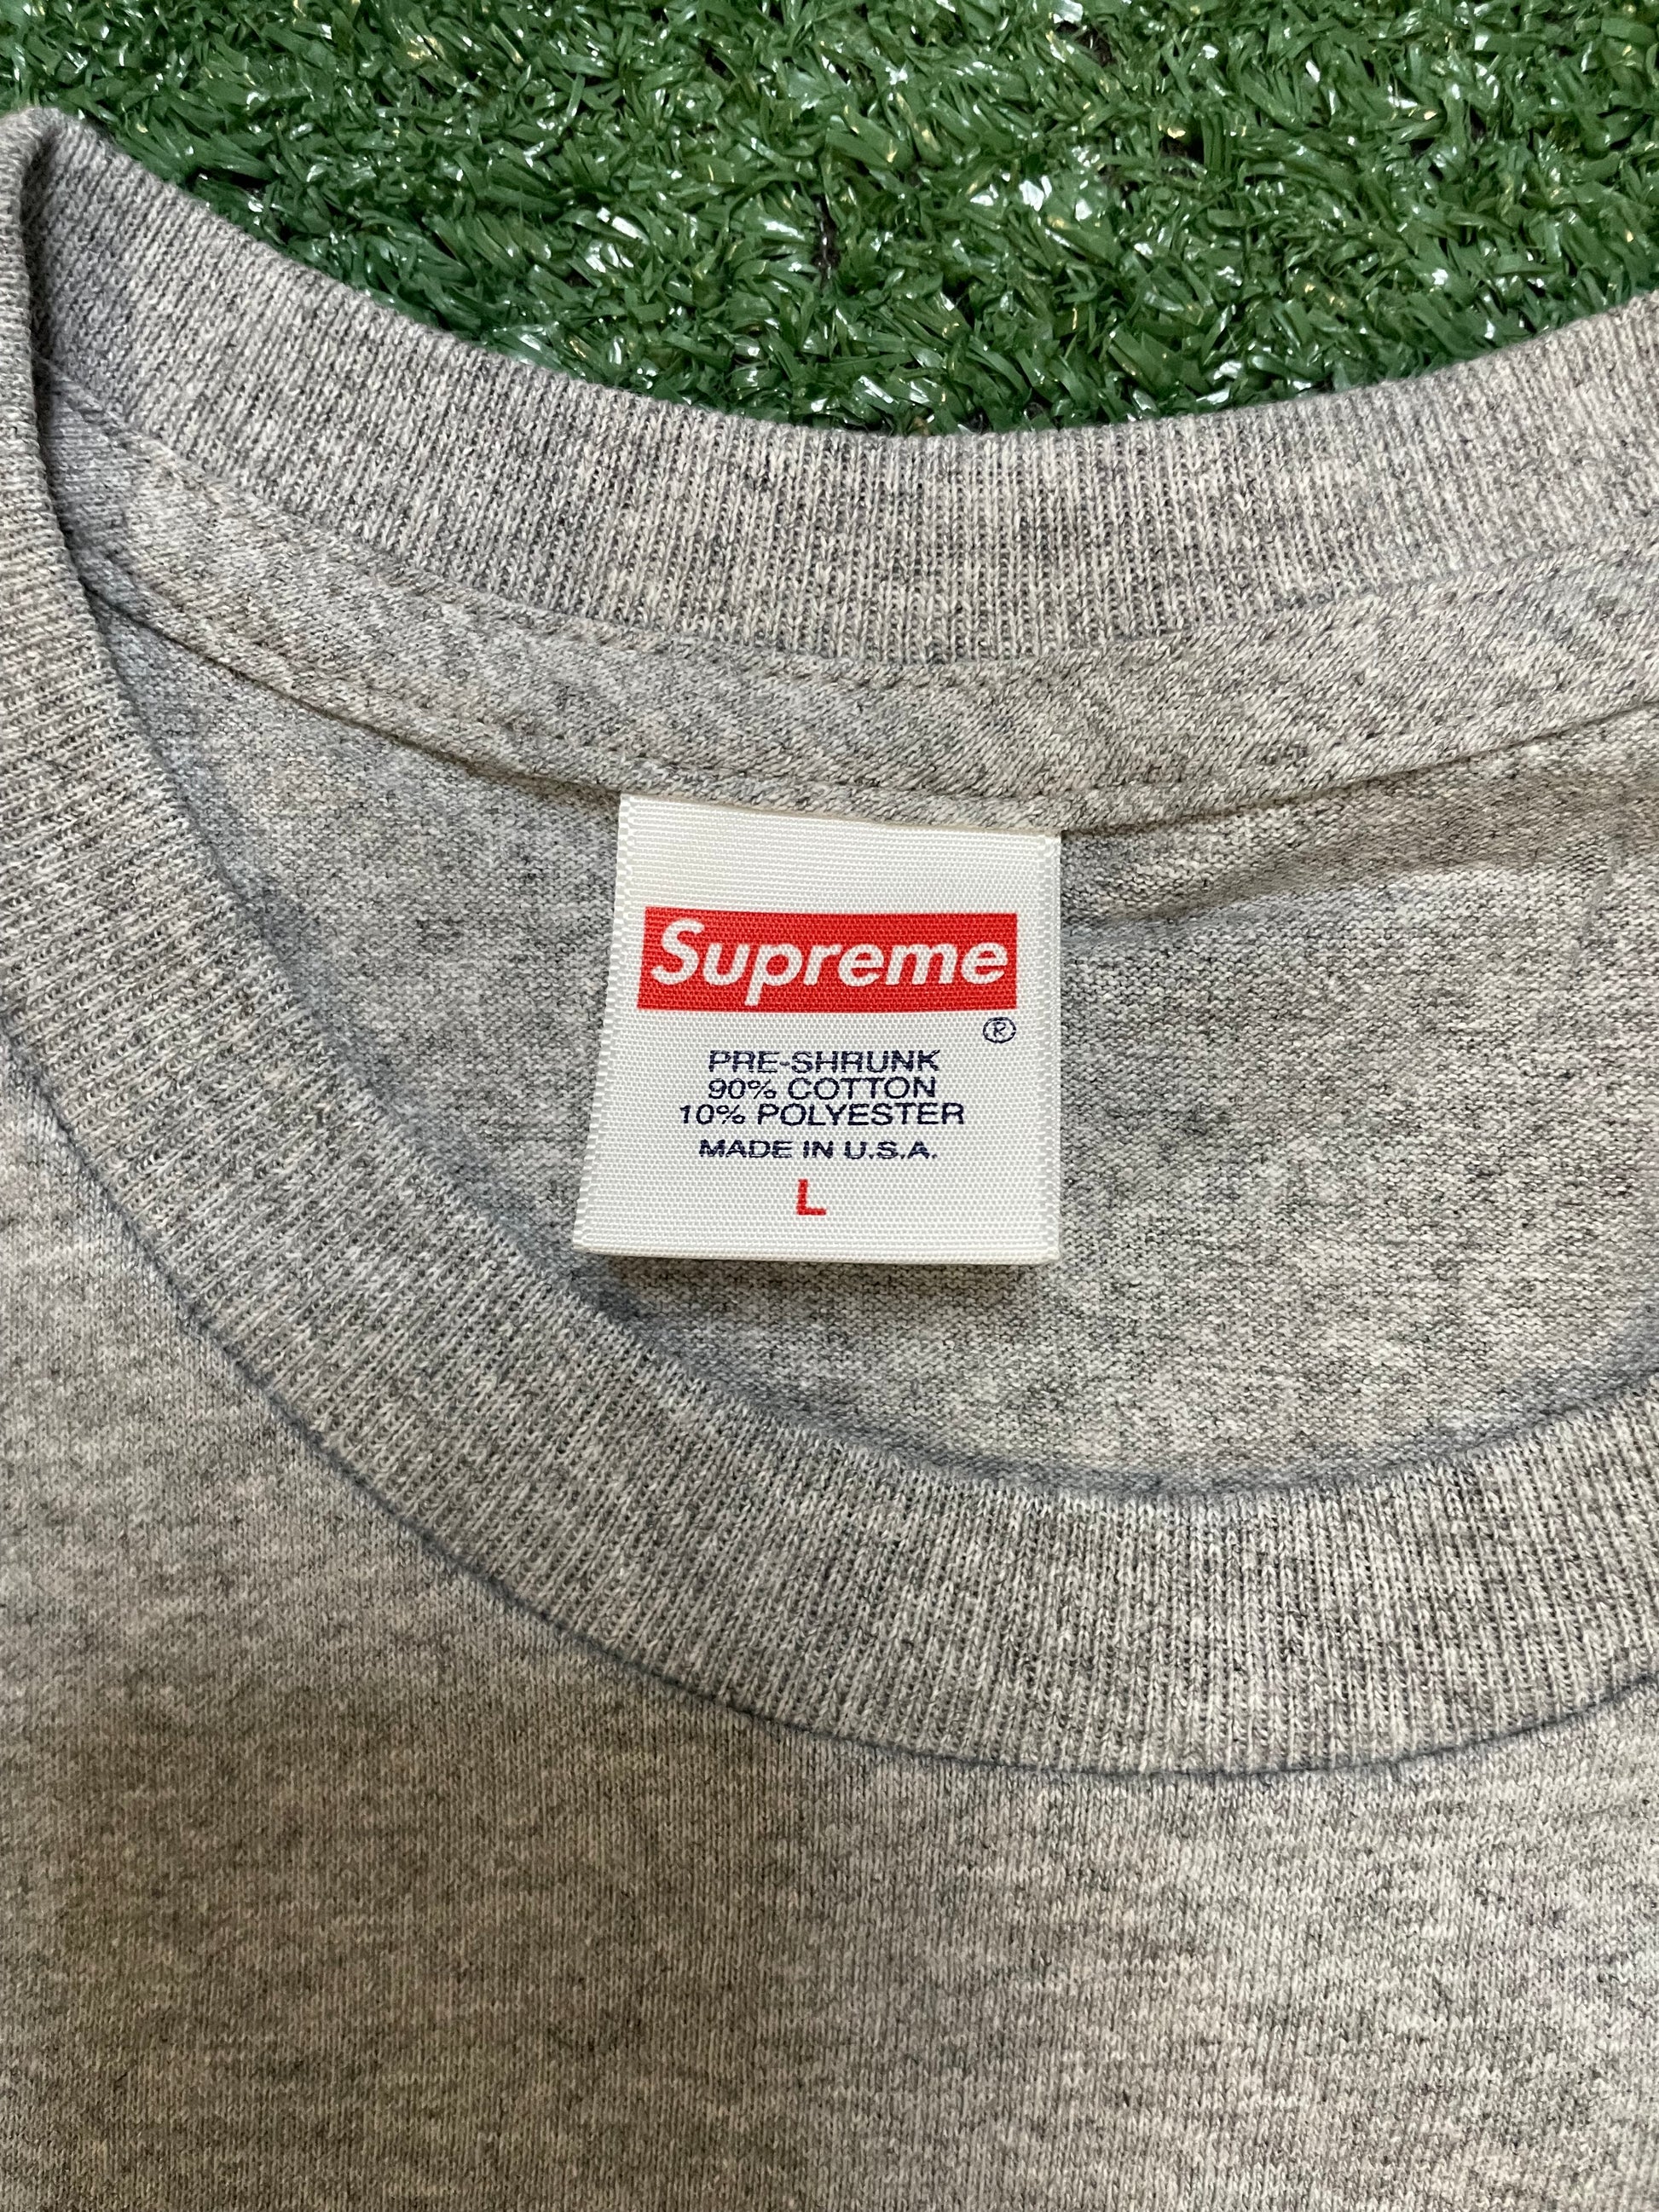 Supreme
®
PRE-SHRUNK
90% COTTON
10% POLYESTER
MADE IN U.S.A.
L